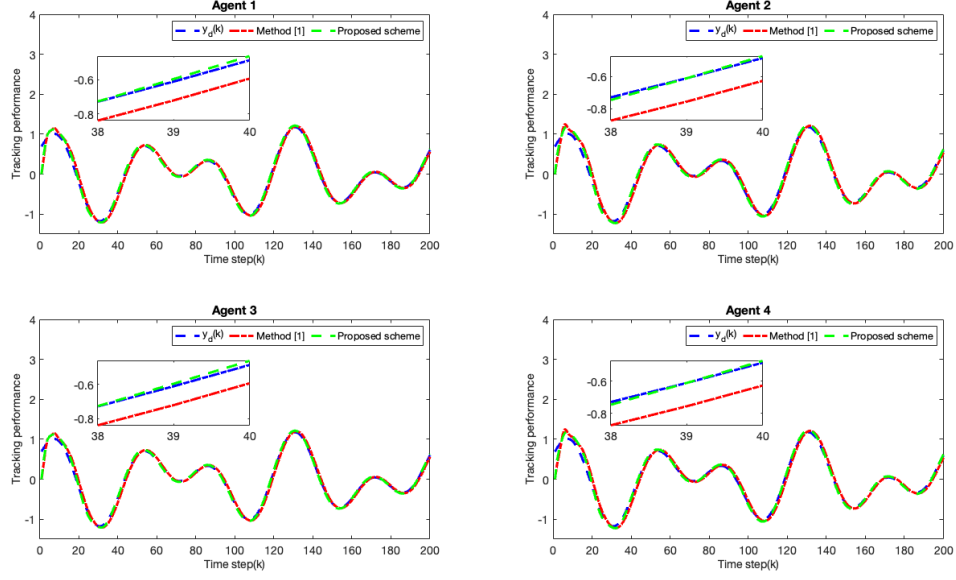 Agent 1
4
y_d(k) Method [1] Proposed scheme
3
-0.6
2
-0.8
38 39 40
1
0
-1
0 20 40 60 80 100 120 140 160 180 200
Tracking performance
Time step(k)
Agent 2
4
y_d(k) Method [1] Proposed scheme
3
-0.6
2
-0.8
38 39 40
1
0
-1
0 20 40 60 80 100 120 140 160 180 200
Tracking performance
Time step(k)
Agent 3
4
y_d(k) Method [1] Proposed scheme
3
-0.6
2
-0.8
38 39 40
1
0
-1
0 20 40 60 80 100 120 140 160 180 200
Tracking performance
Time step(k)
Agent 4
4
y_d(k) Method [1] Proposed scheme
3
-0.6
2
-0.8
38 39 40
1
0
-1
0 20 40 60 80 100 120 140 160 180 200
Tracking performance
Time step(k)